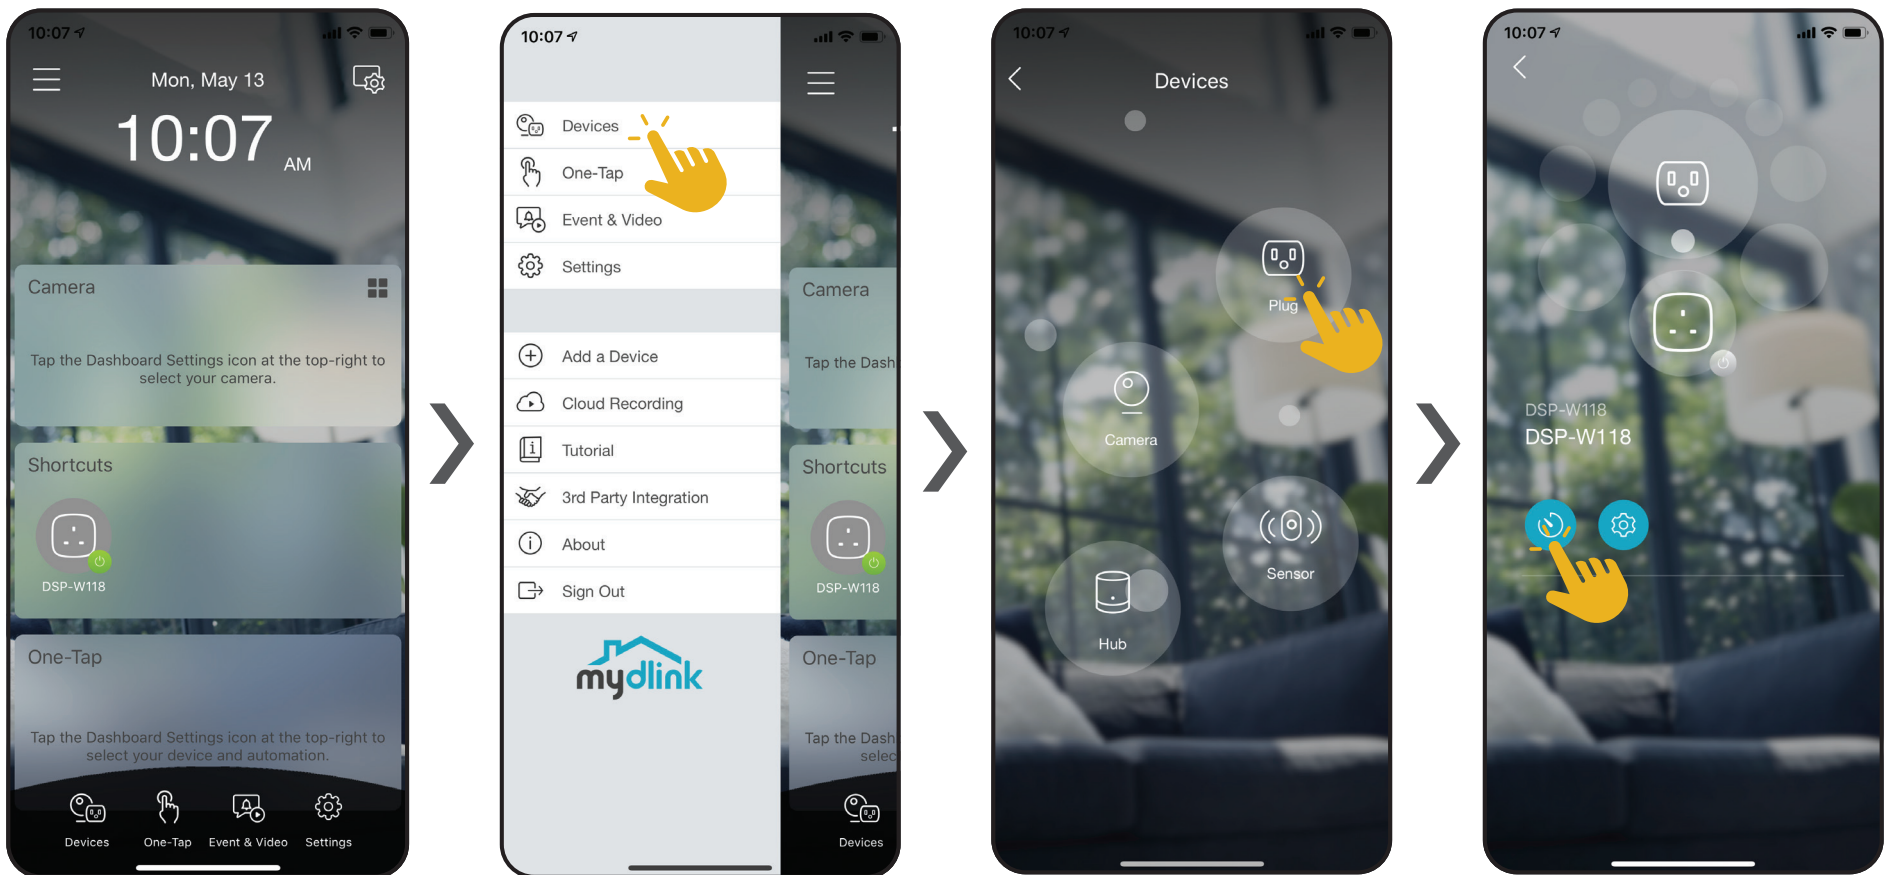 10:07
Mon, May 13
10:07 AM
Camera
Tap the Dashboard Settings icon at the top-right to
select your camera.
Shortcuts
DSP-W118
One-Tap
Tap the Dashboard Settings icon at the top-right to
select your device and automation.
Devices
One-Tap
Event & Video
Settings
10:07
Devices
One-Tap
Event & Video
Settings
Add a Device
Cloud Recording
Tutorial
3rd Party Integration
About
Sign Out
mydlink
Camera
Tap the Dash
Shortcuts
DSP-W118
One-Tap
Tap the Dash
selec
Devices
10:07
Devices
Plug
Camera
Sensor
Hub
10:07
DSP-W118
DSP-W118